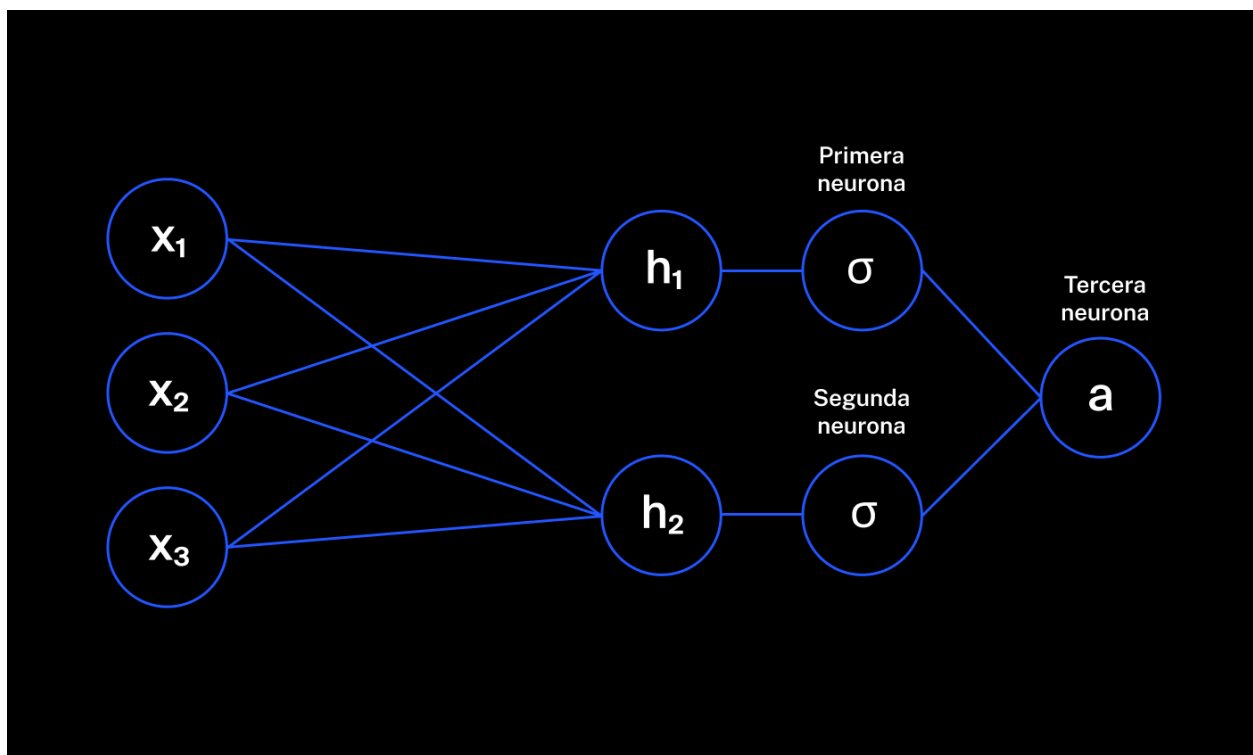 x₁
x₂
x₃
h₁
h₂
Primera
neurona
σ
Segunda
neurona
σ
Tercera
neurona
a